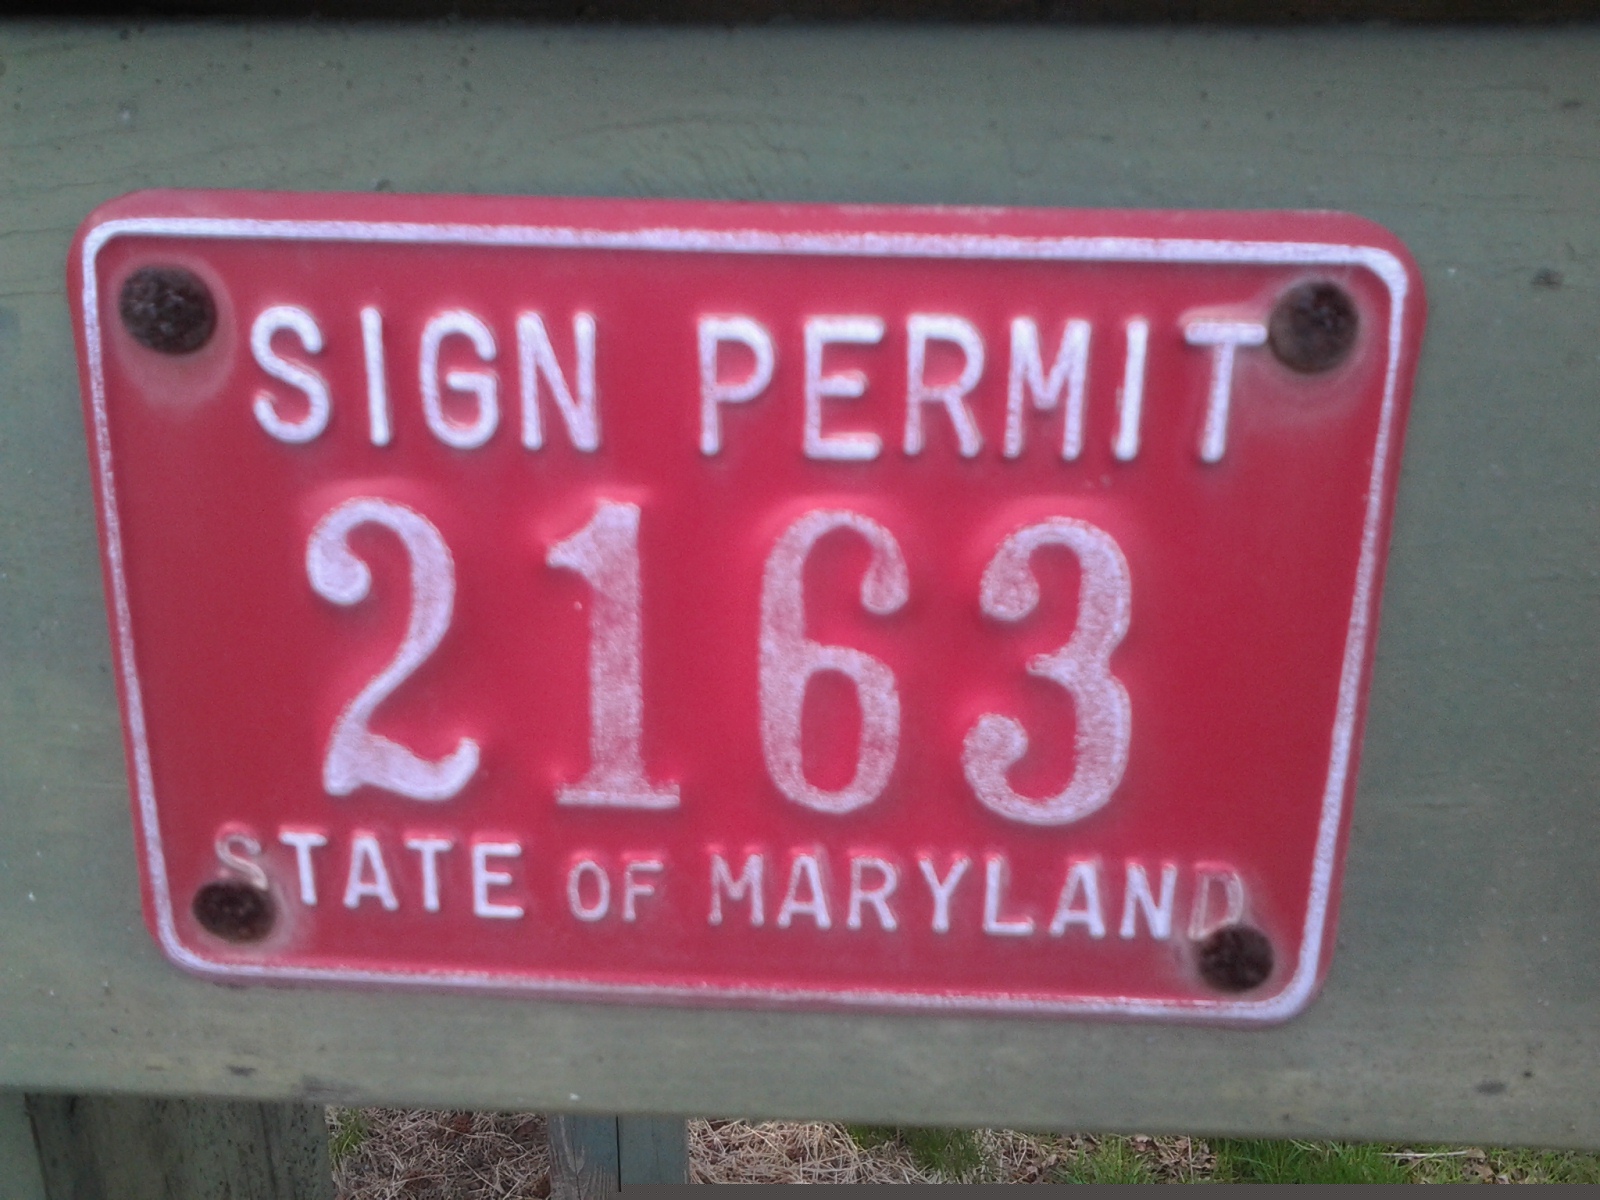 SIGN PERMIT
2163
STATE OF MARYLAND